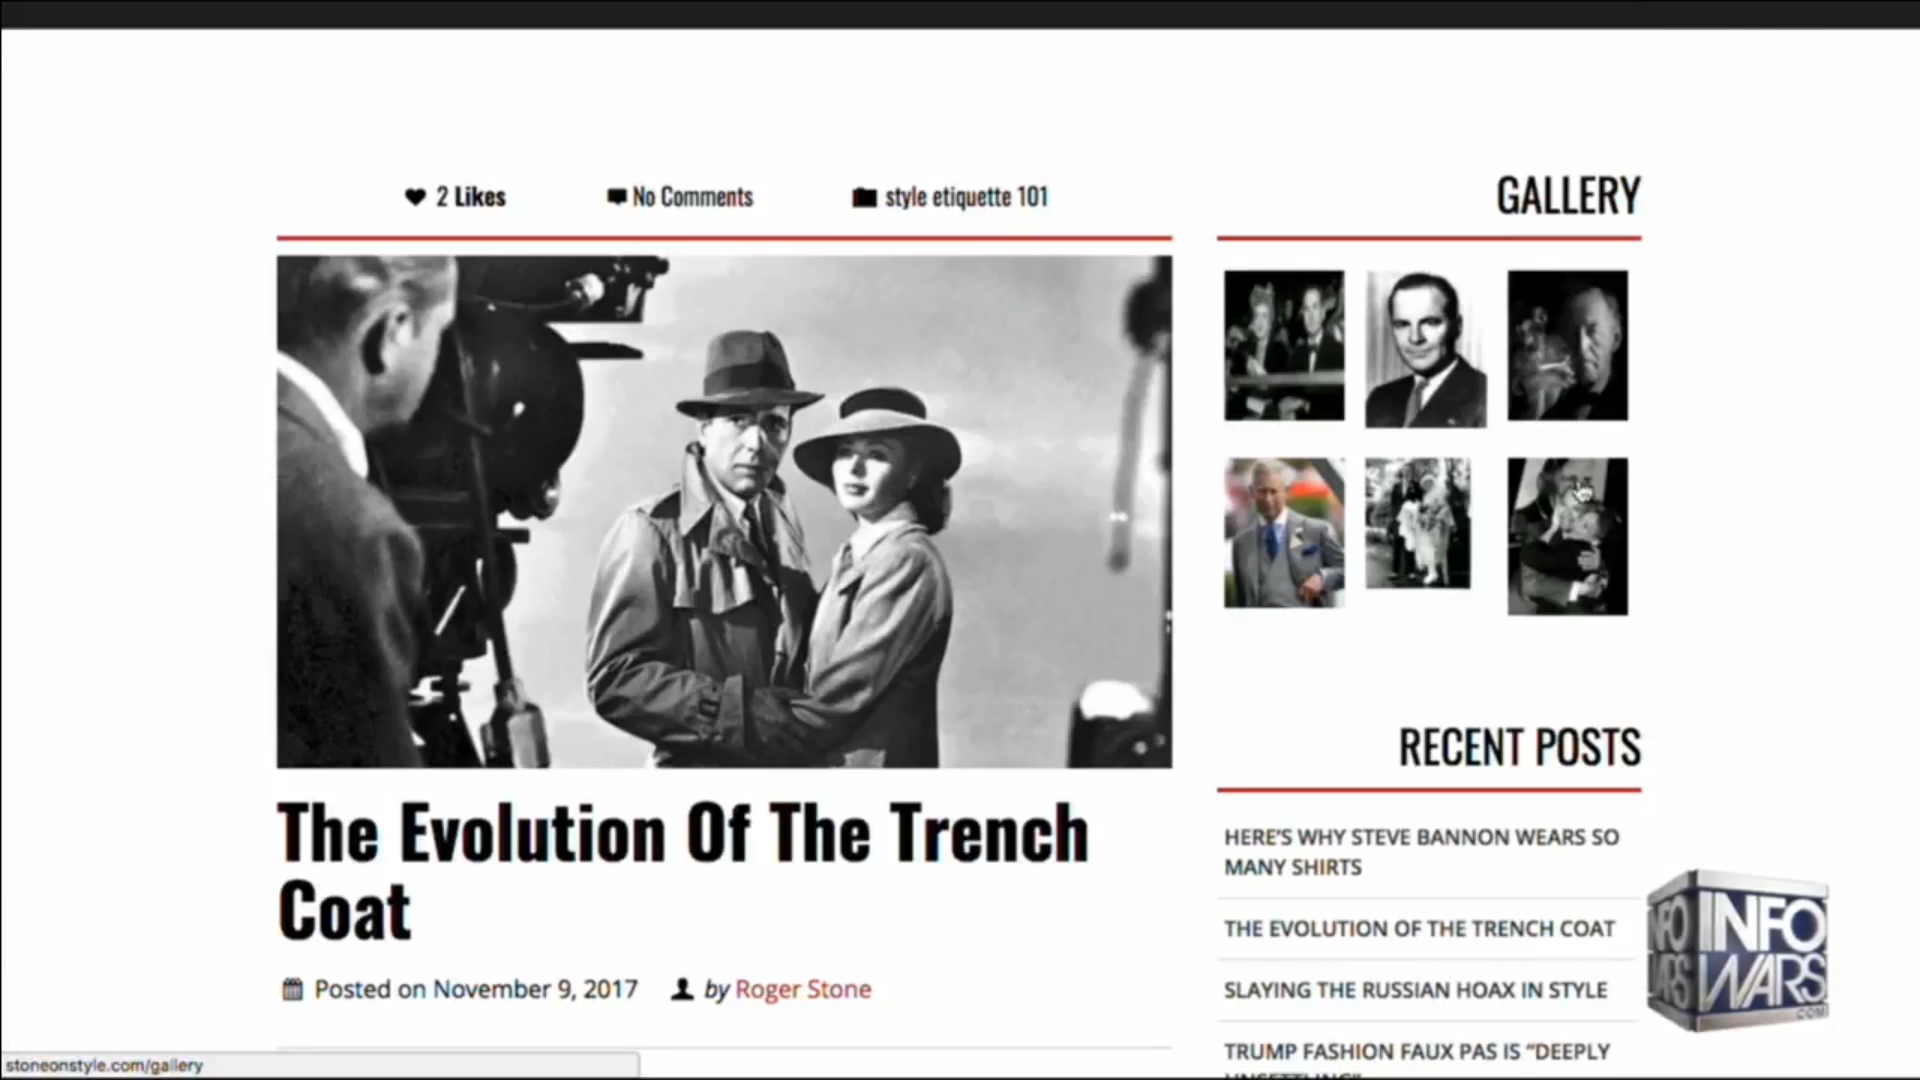 2 Likes
No Comments
style etiquette 101
The Evolution Of The Trench
Coat
Posted on November 9, 2017
by Roger Stone
GALLERY
RECENT POSTS
HERE'S WHY STEVE BANNON WEARS SO
MANY SHIRTS
THE EVOLUTION OF THE TRENCH COAT
SLAYING THE RUSSIAN HOAX IN STYLE
TRUMP FASHION FAUX PAS IS “DEEPLY
UNSETTLING”
INFO
WARS
.COM
stoneonstyle.com/gallery